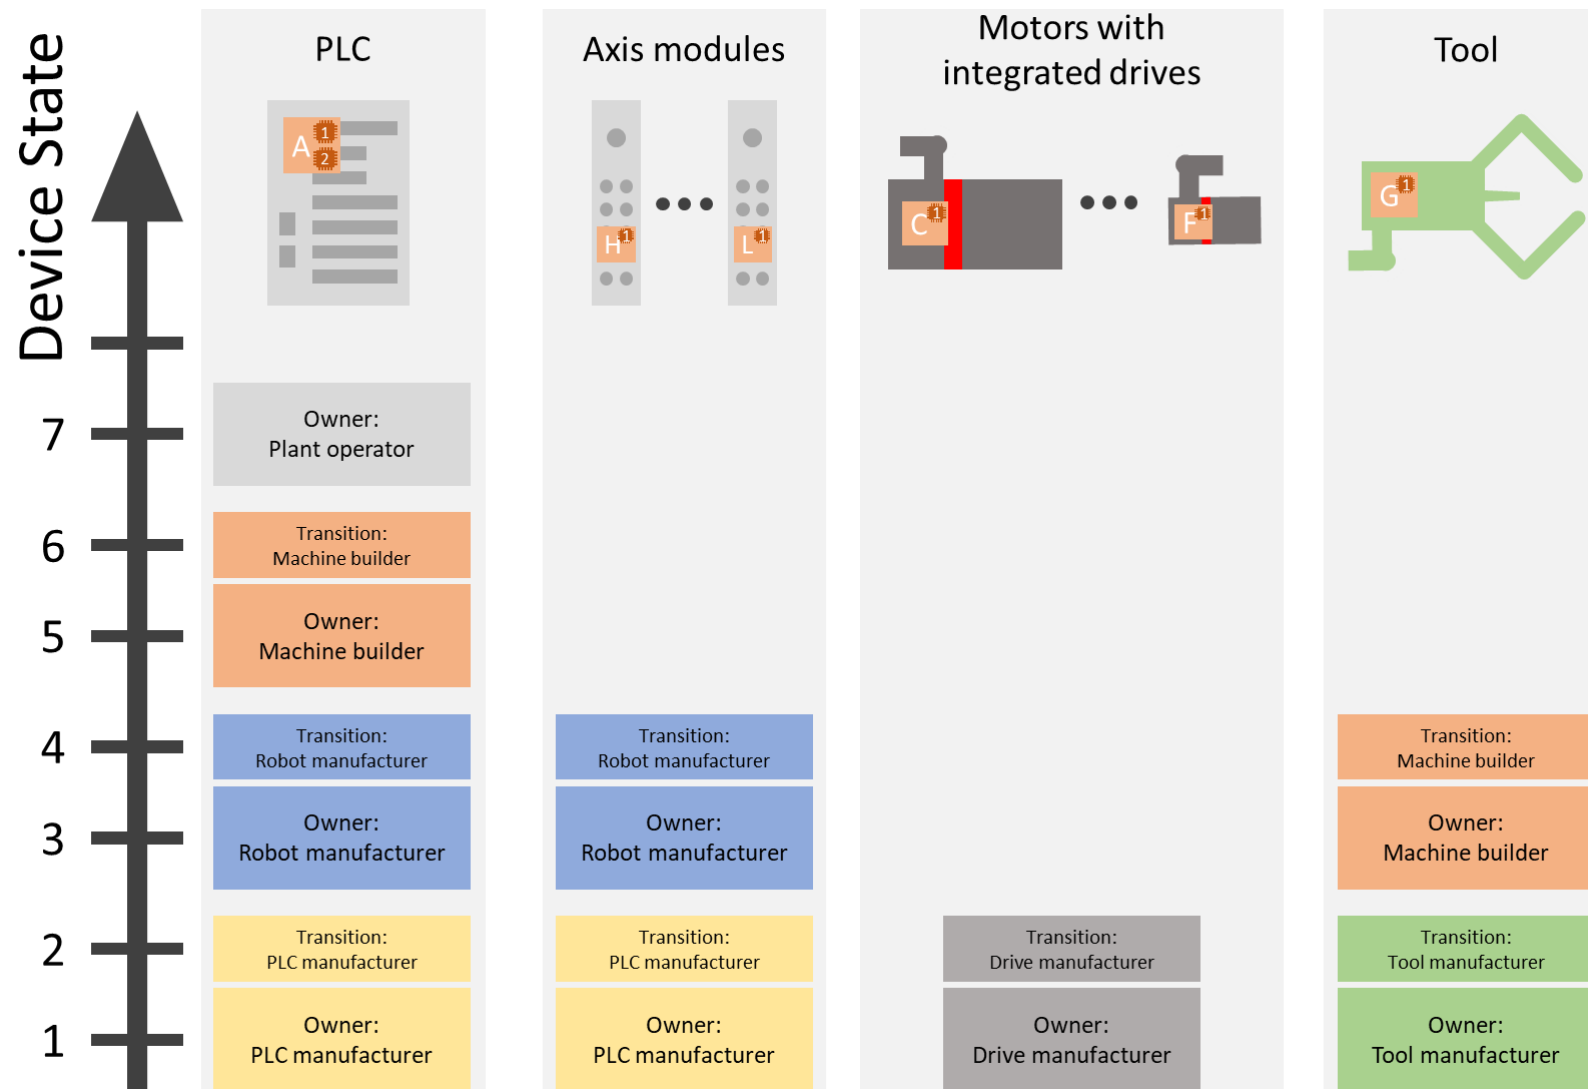 Device State
PLC
Axis modules
Motors with
integrated drives
Tool
A
1
2
H
1
L
1
C
1
F
1
G
1
7
Owner:
Plant operator
6
Transition:
Machine builder
5
Owner:
Machine builder
4
Transition:
Robot manufacturer
Transition:
Robot manufacturer
Transition:
Machine builder
3
Owner:
Robot manufacturer
Owner:
Robot manufacturer
Owner:
Machine builder
2
Transition:
PLC manufacturer
Transition:
PLC manufacturer
Transition:
Drive manufacturer
Transition:
Tool manufacturer
1
Owner:
PLC manufacturer
Owner:
PLC manufacturer
Owner:
Drive manufacturer
Owner:
Tool manufacturer